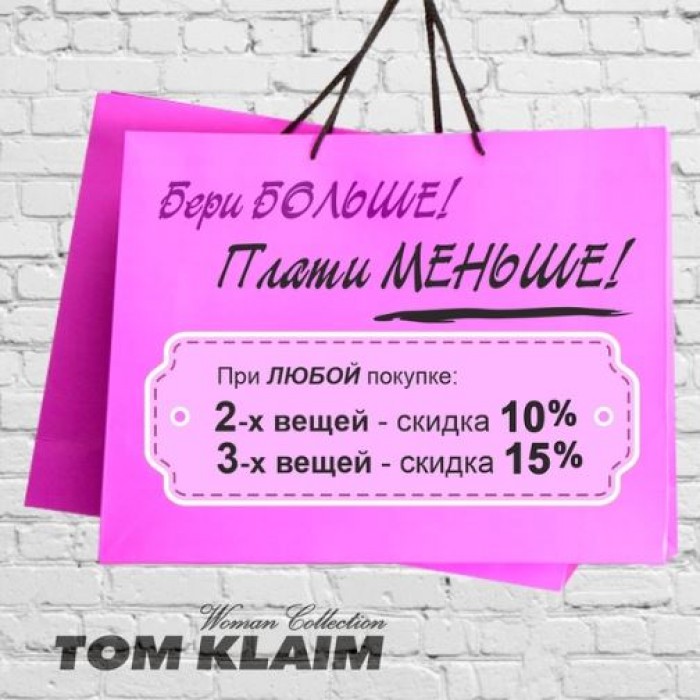 Бери БОЛЬШЕ!
Плати МЕНЬШЕ!
При ЛЮБОЙ покупке:
2-х вещей - скидка 10%
3-х вещей - скидка 15%
Woman Collection
TOM KLAIM